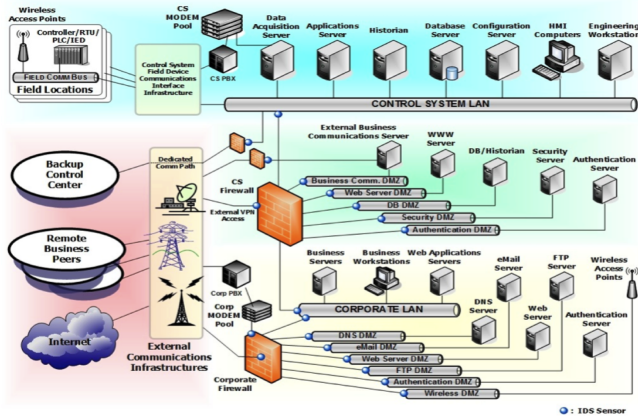 Wireless
Access Points
Controller/RTU/
PLC/IED
FIELD COMM BUS
Field Locations
Control System
Field Device
Communications
Interface
Infrastructure
CS
MODEM
Pool
CS PBX
Data
Acquisition
Server
Applications
Server
Historian
Database
Server
Configuration
Server
HMI
Computers
Engineering
Workstation
CONTROL SYSTEM LAN
Backup
Control
Center
Dedicated
Comm Path
CS
Firewall
External VPN
Access
External Business
Communications Server
WWW
Server
DB/Historian
Security
Server
Authentication
Server
Business Comm. DMZ
Web Server DMZ
DB DMZ
Security DMZ
Authentication DMZ
Remote
Business
Peers
Internet
External
Communications
Infrastructures
Corp PBX
Corp
MODEM
Pool
Corporate
Firewall
Business
Servers
Business
Workstations
Web Applications
Servers
CORPORATE LAN
eMail
Server
FTP
Server
Wireless
Access
Points
DNS
Server
Web
Server
Authentication
Server
DNS DMZ
eMail DMZ
Web Server DMZ
FTP DMZ
Authentication DMZ
Wireless DMZ
: IDS Sensor